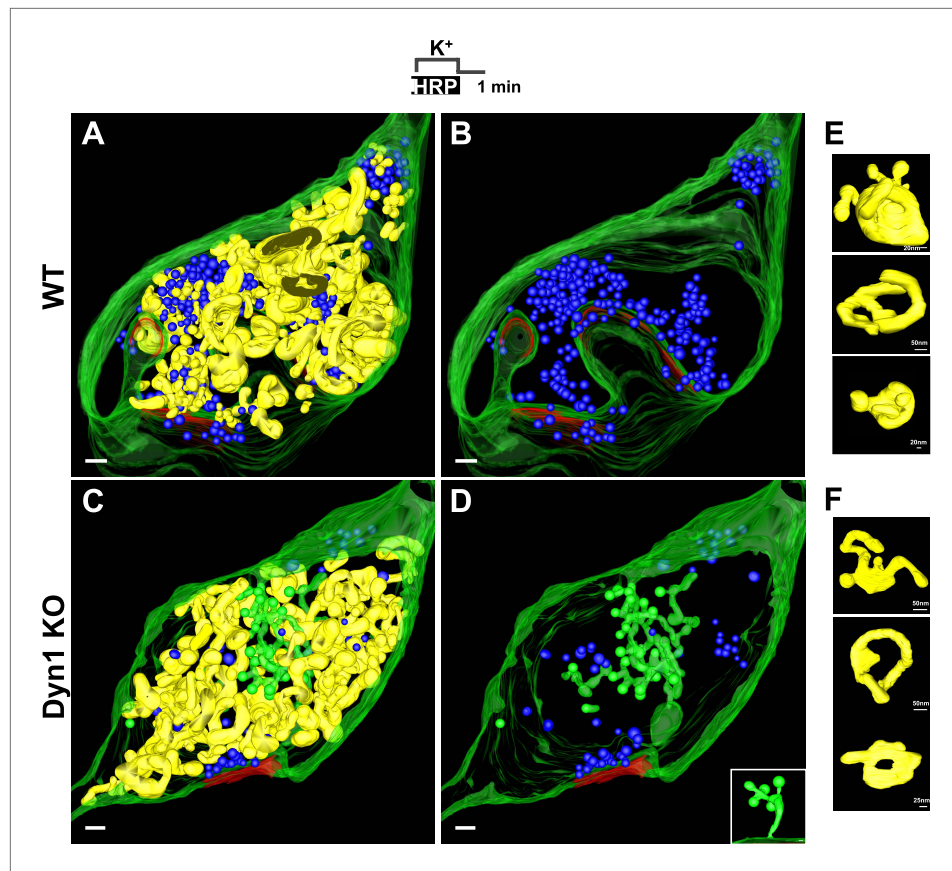 K+
HRP 1 min
A
B
E
WT
20nm
50nm
20nm
C
D
F
Dyn1 KO
50nm
50nm
25nm